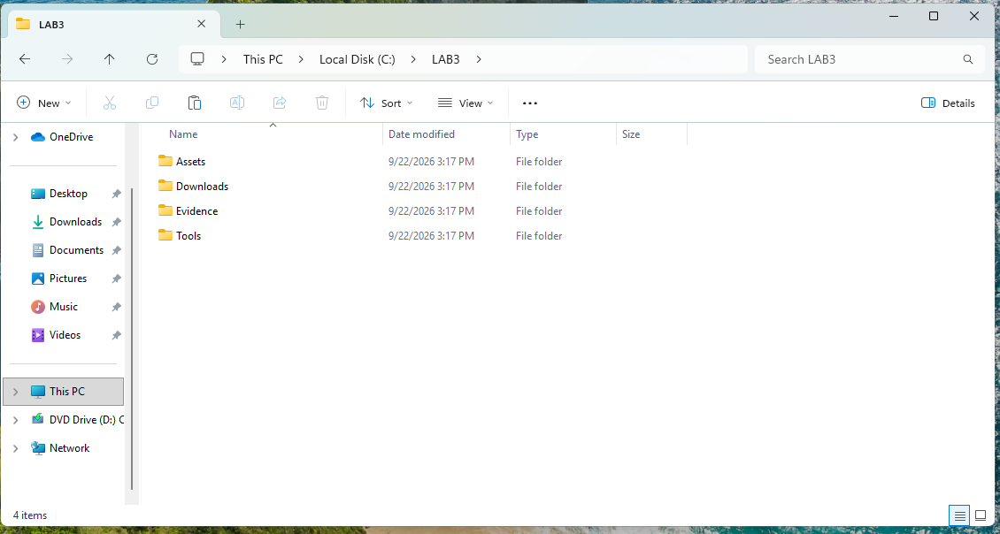 LAB3
This PC Local Disk (C:) LAB3
Search LAB3
New Sort View Details
OneDrive
Desktop
Downloads
Documents
Pictures
Music
Videos
This PC
DVD Drive (D:) C
Network
Name Date modified Type Size
Assets 9/22/2026 3:17 PM File folder
Downloads 9/22/2026 3:17 PM File folder
Evidence 9/22/2026 3:17 PM File folder
Tools 9/22/2026 3:17 PM File folder
4 items